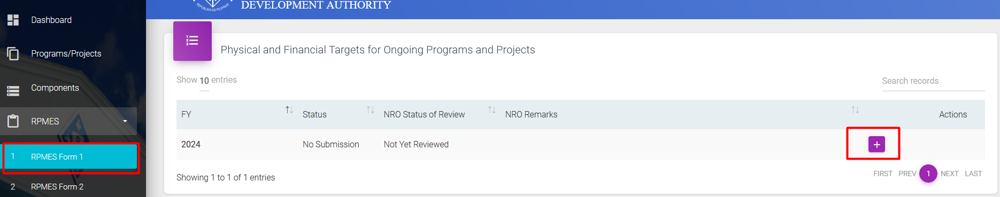 REPUBLIKA NG PILIPINAS
DEVELOPMENT AUTHORITY
Dashboard
Programs/Projects
Components
RPMES
1 RPMES Form 1
2 RPMES Form 2
Physical and Financial Targets for Ongoing Programs and Projects
Show 10 entries
Search records
FY Status NRO Status of Review NRO Remarks Actions
2024 No Submission Not Yet Reviewed
Showing 1 to 1 of 1 entries
FIRST PREV 1 NEXT LAST